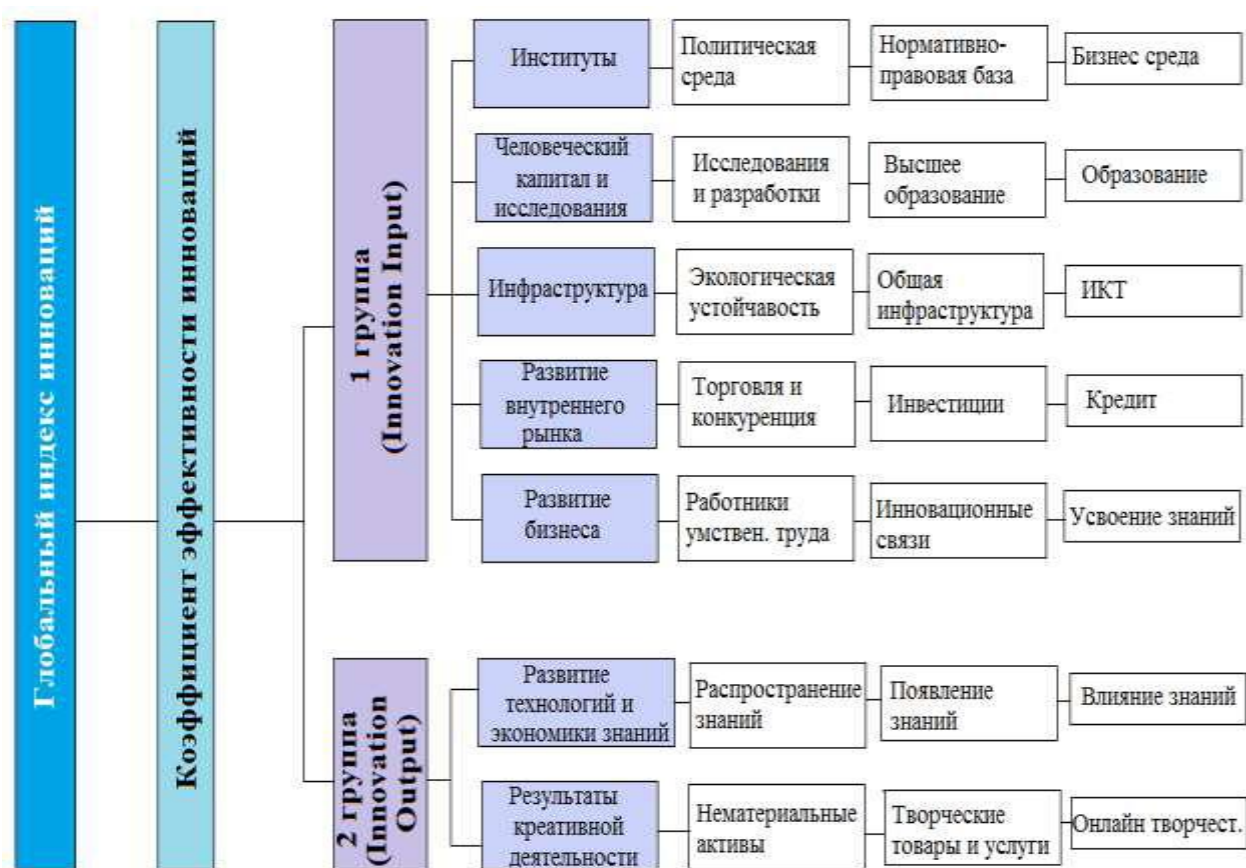 Глобальный индекс инноваций
Коэффициент эффективности инноваций
1 группа
(Innovation Input)
Институты
Политическая
среда
Нормативно-
правовая база
Бизнес среда
Человеческий
капитал и
исследования
Исследования
и разработки
Высшее
образование
Образование
Инфраструктура
Экологическая
устойчавость
Общая
инфраструктура
ИКТ
Развитие
внутреннего
рынка
Торговля и
конкуренция
Инвестиции
Кредит
Развитие
бизнеса
Работники
умствен. труда
Инновационные
связи
Усвоение знаний
2 группа
(Innovation
Output)
Развитие
технологий и
экономики знаний
Распространение
знаний
Появление
знаний
Влияние знаний
Результаты
креативной
деятельности
Нематериальные
активы
Творческие
товары и услуги
Онлайн творчест.